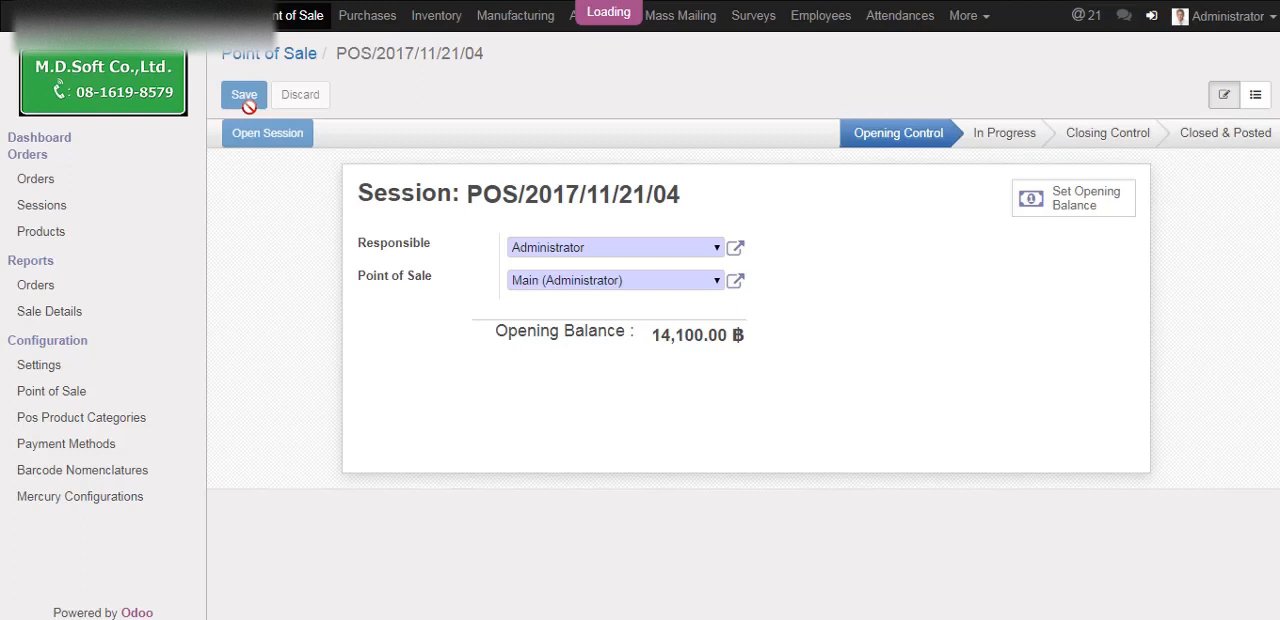 nt of Sale Purchases Inventory Manufacturing Loading Mass Mailing Surveys Employees Attendances More @ 21 Administrator
M.D.Soft Co.,Ltd.
: 08-1619-8579
Point of Sale / POS/2017/11/21/04
Save Discard
Open Session Opening Control In Progress Closing Control Closed & Posted
Dashboard
Orders
Orders
Sessions
Products
Reports
Orders
Sale Details
Configuration
Settings
Point of Sale
Pos Product Categories
Payment Methods
Barcode Nomenclatures
Mercury Configurations
Powered by Odoo
Session: POS/2017/11/21/04
Set Opening
Balance
Responsible Administrator
Point of Sale Main (Administrator)
Opening Balance : 14,100.00 ฿